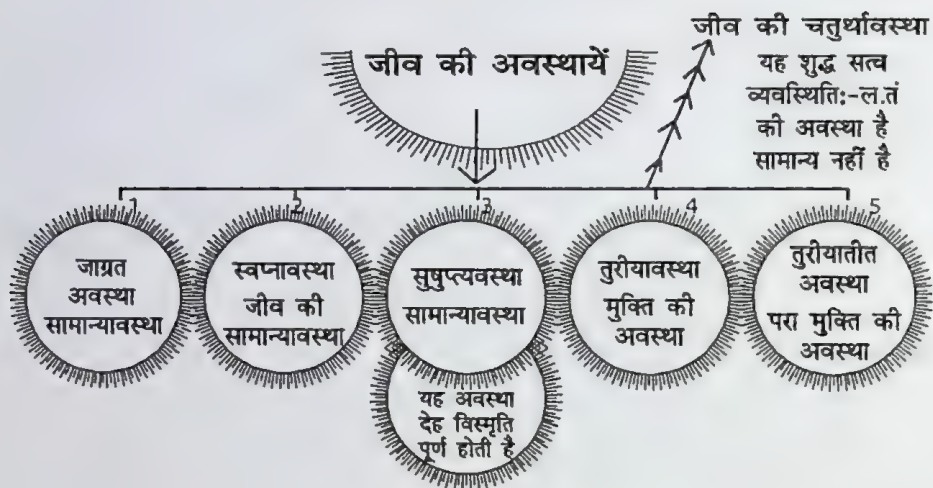 जीव की अवस्थायें
जीव की चतुर्थावस्था
यह शुद्ध सत्व
व्यवस्थिति:-ल.तं
की अवस्था है
सामान्य नहीं है
1
जाग्रत
अवस्था
सामान्यावस्था
2
स्वप्नावस्था
जीव की
सामान्यावस्था
3
सुषुप्त्यवस्था
सामान्यावस्था
यह अवस्था
देह विस्मृति
पूर्ण होती है
4
तुरीयावस्था
मुक्ति की
अवस्था
5
तुरीयातीत
अवस्था
परा मुक्ति की
अवस्था